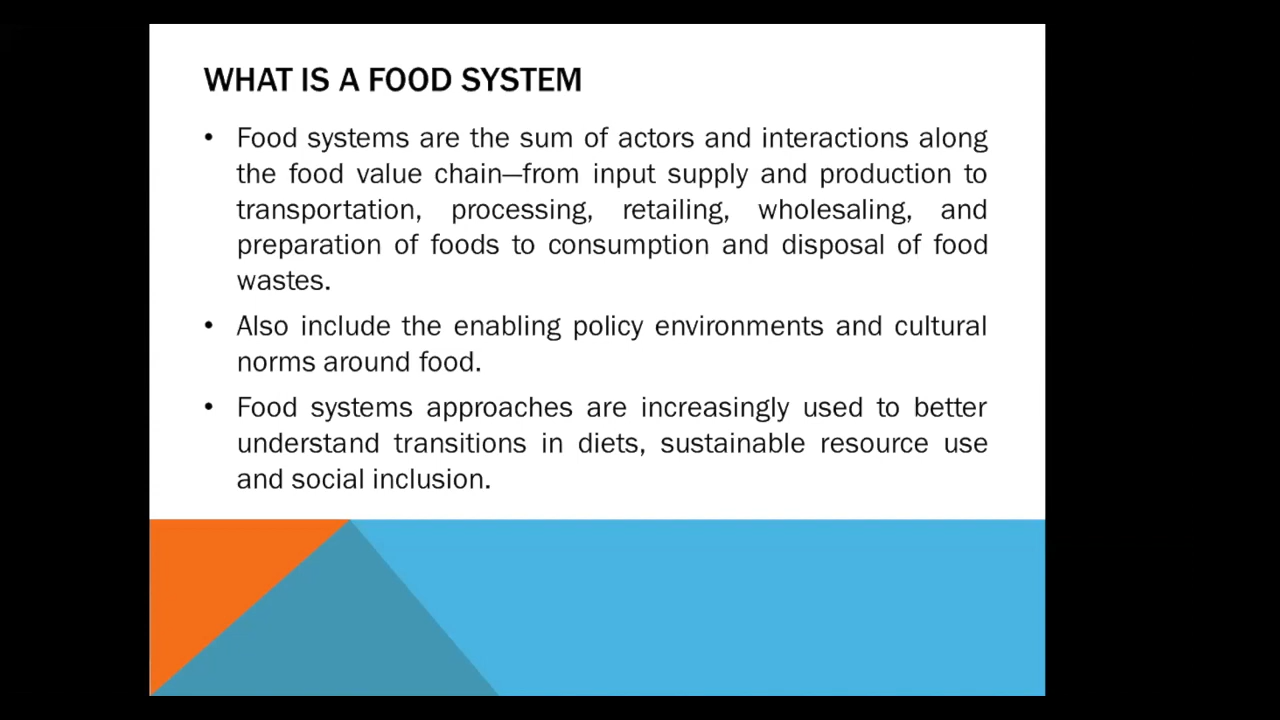 WHAT IS A FOOD SYSTEM
• Food systems are the sum of actors and interactions along
the food value chain—from input supply and production to
transportation, processing, retailing, wholesaling, and
preparation of foods to consumption and disposal of food
wastes.
• Also include the enabling policy environments and cultural
norms around food.
• Food systems approaches are increasingly used to better
understand transitions in diets, sustainable resource use
and social inclusion.